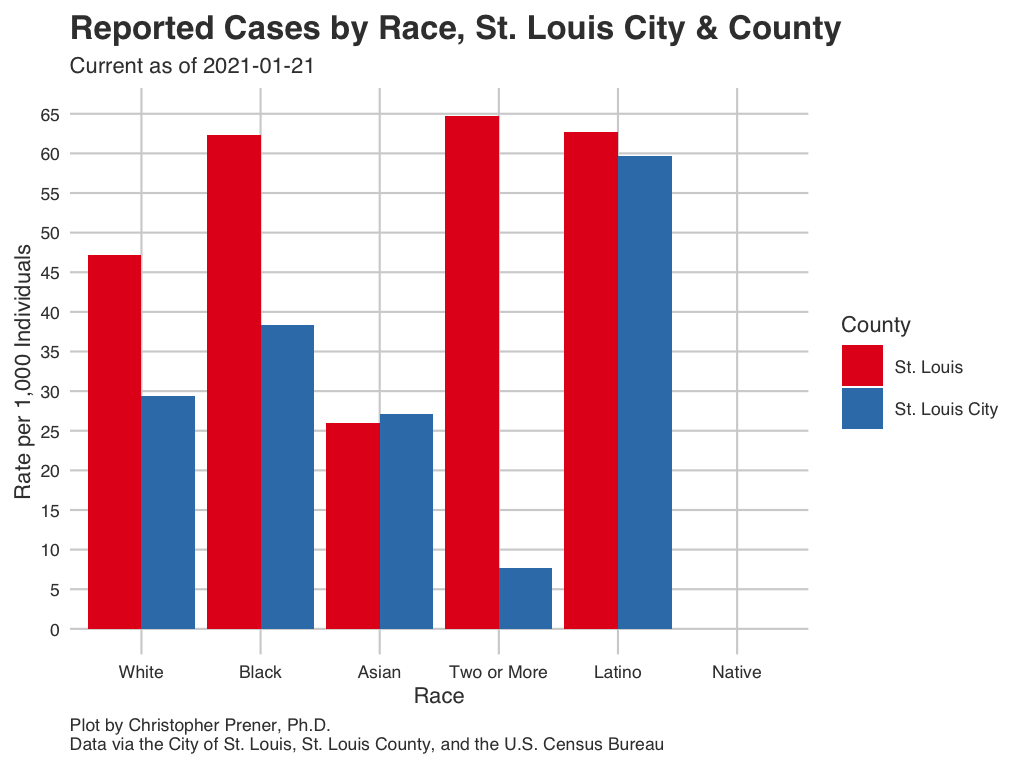 Reported Cases by Race, St. Louis City & County
Current as of 2021-01-21
Rate per 1,000 Individuals
65
60
55
50
45
40
35
30
25
20
15
10
5
0
White Black Asian Two or More Latino Native
Race
County
St. Louis
St. Louis City
Plot by Christopher Prener, Ph.D.
Data via the City of St. Louis, St. Louis County, and the U.S. Census Bureau